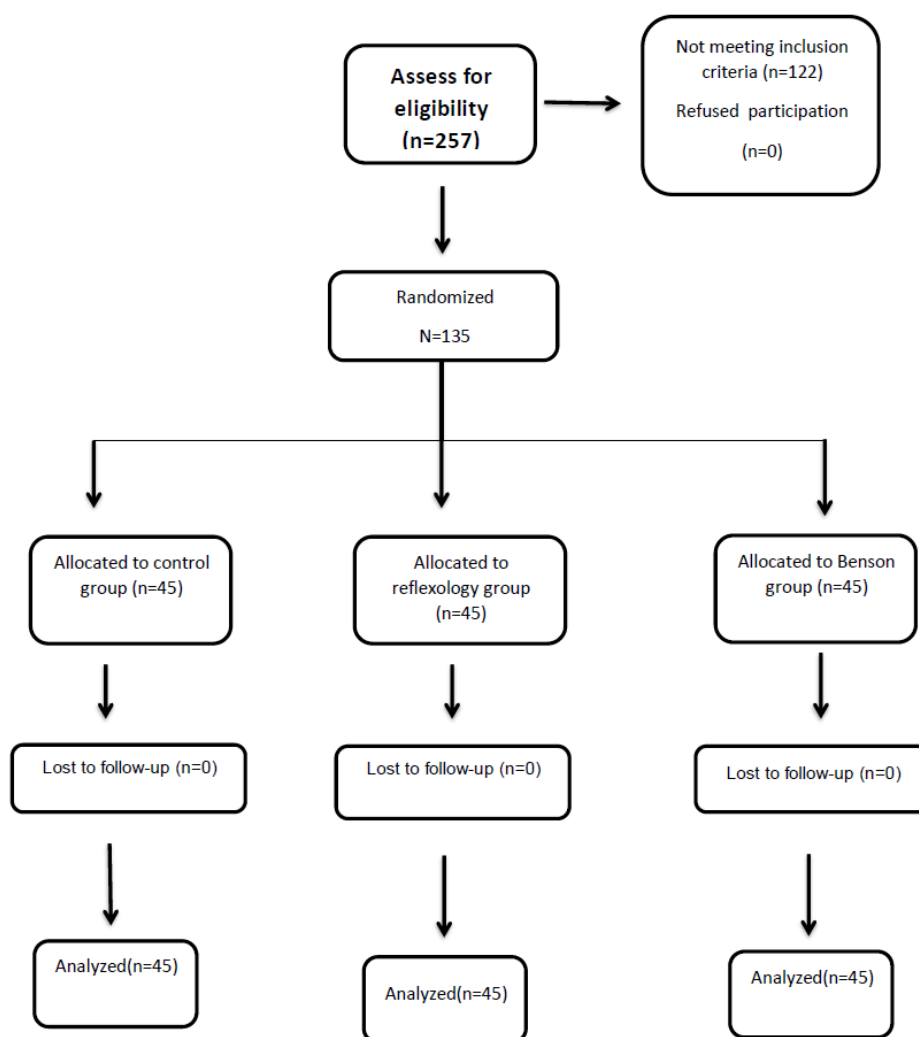 Assess for
eligibility
(n=257)
Not meeting inclusion
criteria (n=122)
Refused participation
(n=0)
Randomized
N=135
Allocated to control
group (n=45)
Allocated to
reflexology group
(n=45)
Allocated to Benson
group (n=45)
Lost to follow-up (n=0)
Lost to follow-up (n=0)
Lost to follow-up (n=0)
Analyzed(n=45)
Analyzed(n=45)
Analyzed(n=45)